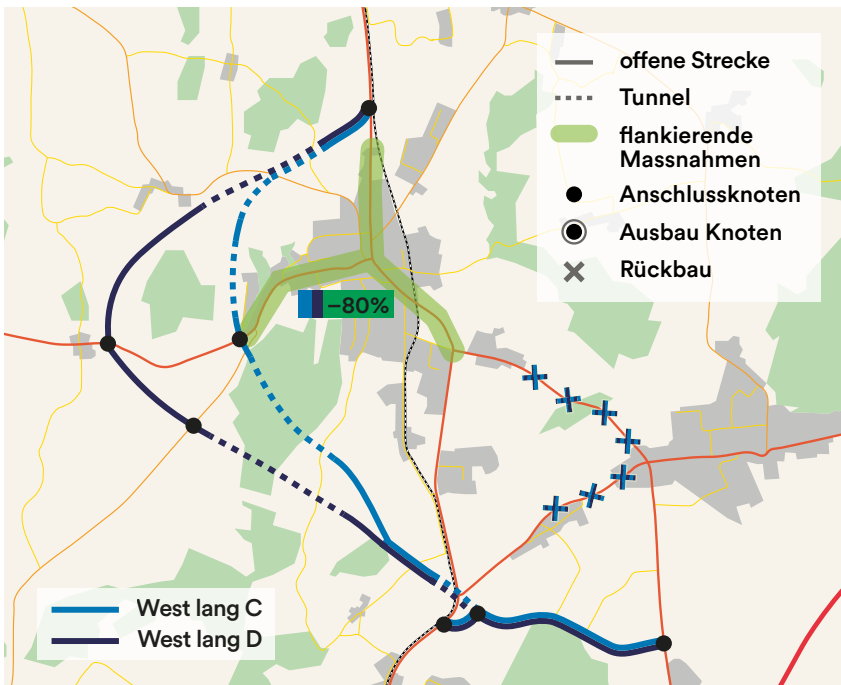 offene Strecke
Tunnel
flankierende
Massnahmen
Anschlussknoten
Ausbau Knoten
Rückbau
–80%
West lang C
West lang D